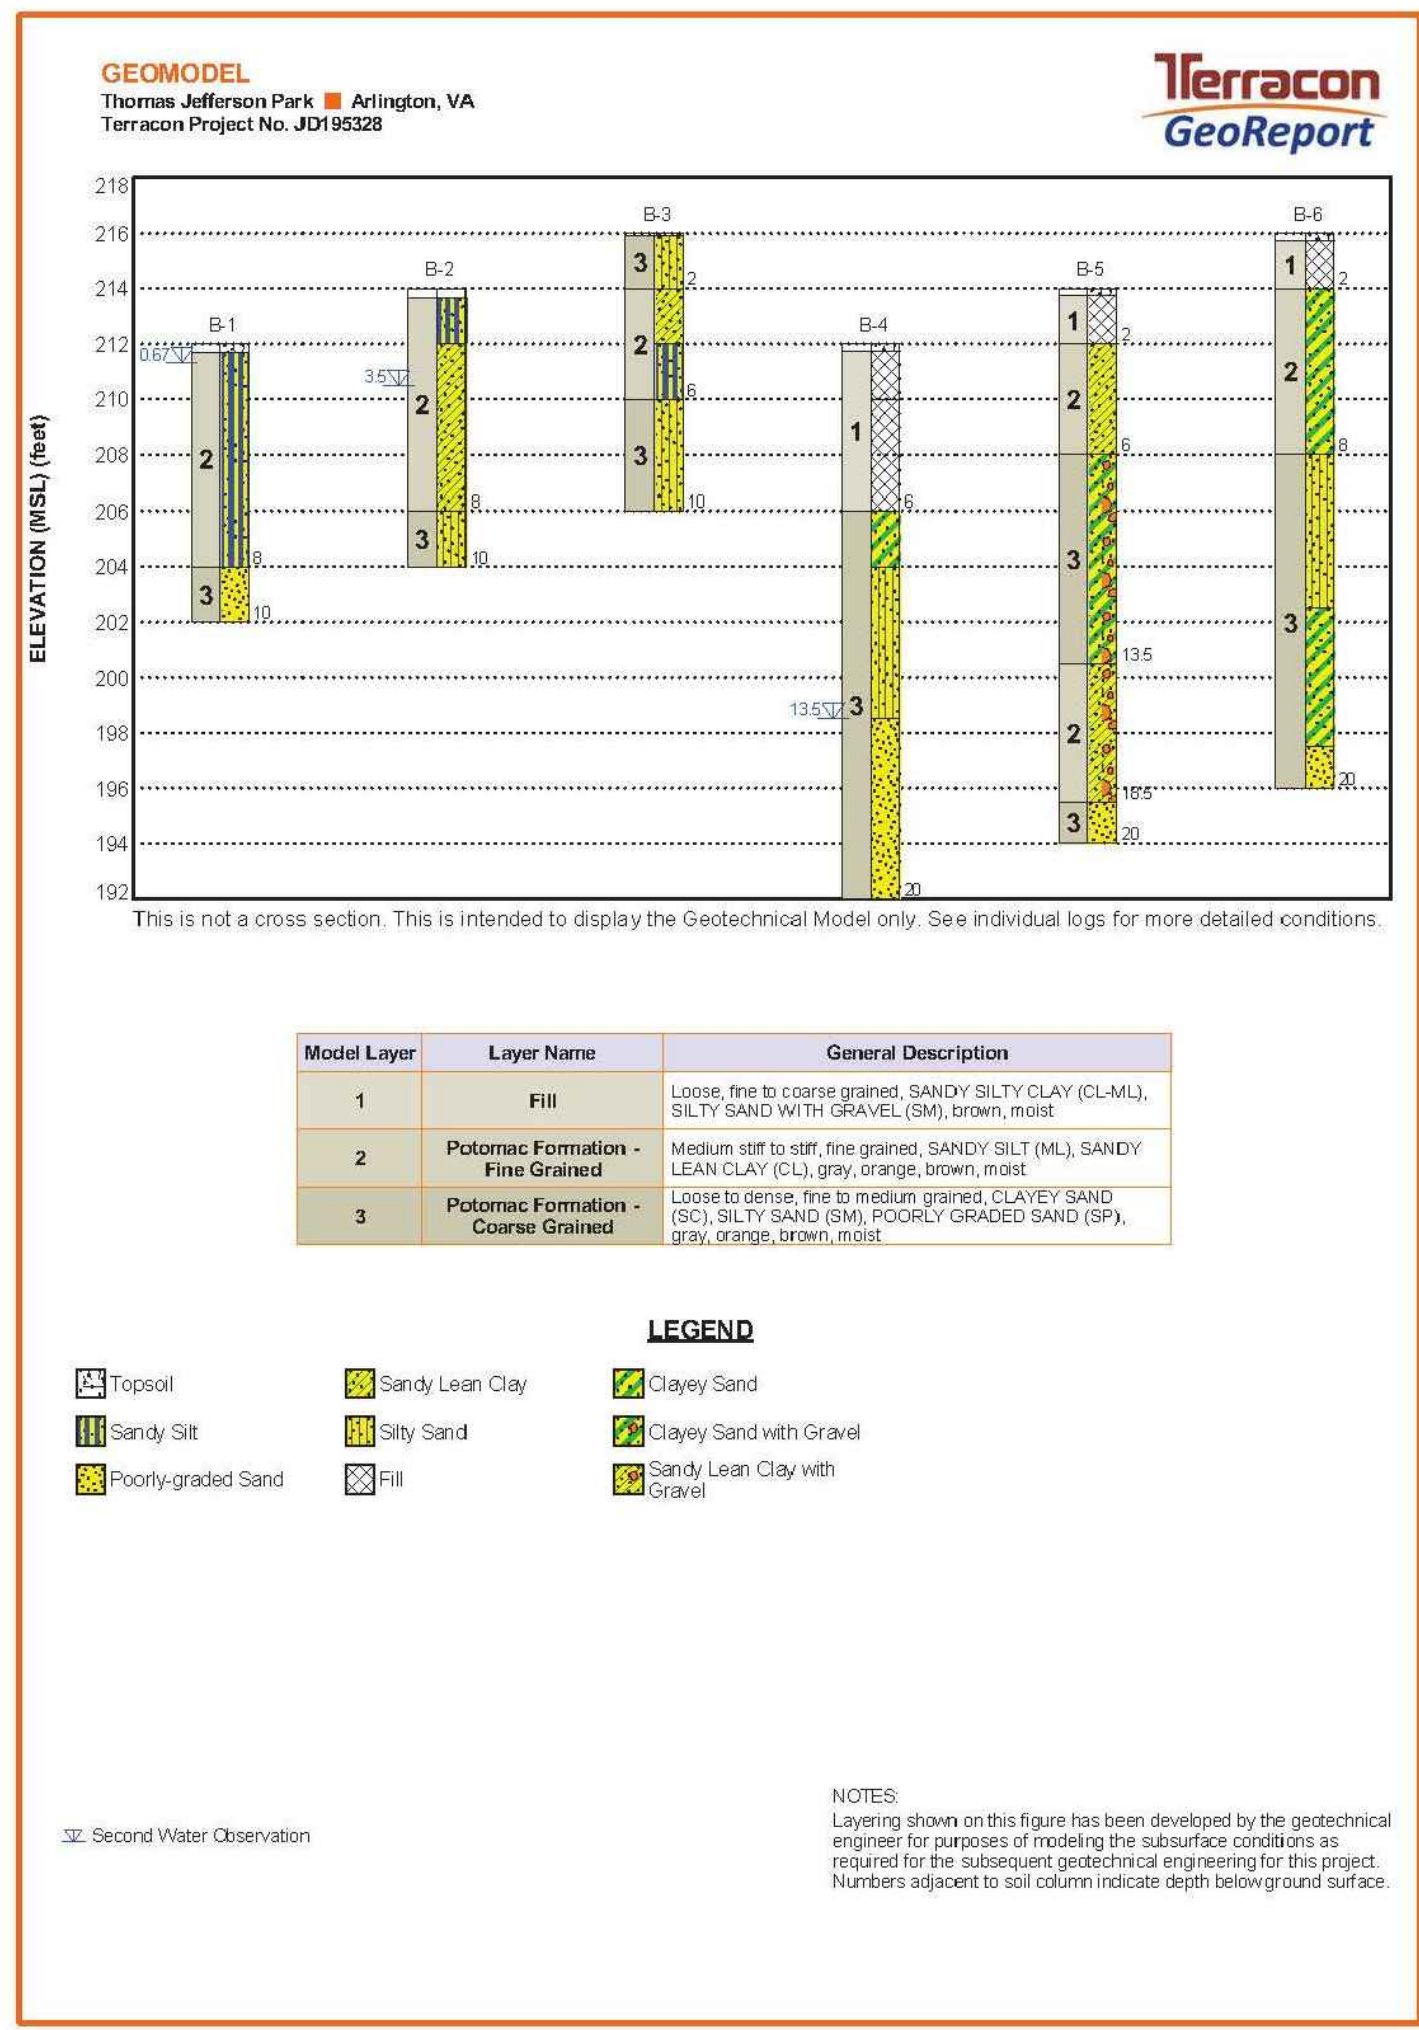 GEOMODEL
Thomas Jefferson Park ■ Arlington, VA
Terracon Project No. JD195328
Terracon
GeoReport
ELEVATION (MSL) (feet)
218
216
214
212
210
208
206
204
202
200
198
196
194
192
B-1
0.67
2
8
3
10
B-2
3.5
2
8
3
10
B-3
3
2
2
6
3
10
B-4
1
6
13.5
3
20
B-5
1
2
2
6
3
13.5
2
18.5
3
20
B-6
1
2
2
8
3
20
This is not a cross section. This is intended to display the Geotechnical Model only. See individual logs for more detailed conditions.
Model Layer
Layer Name
General Description
1
Fill
Loose, fine to coarse grained, SANDY SILTY CLAY (CL-ML),
SILTY SAND WITH GRAVEL (SM), brown, moist
2
Potomac Formation -
Fine Grained
Medium stiff to stiff, fine grained, SANDY SILT (ML), SANDY
LEAN CLAY (CL), gray, orange, brown, moist
3
Potomac Formation -
Coarse Grained
Loose to dense, fine to medium grained, CLAYEY SAND
(SC), SILTY SAND (SM), POORLY GRADED SAND (SP),
gray, orange, brown, moist
LEGEND
Topsoil
Sandy Lean Clay
Clayey Sand
Sandy Silt
Silty Sand
Clayey Sand with Gravel
Poorly-graded Sand
Fill
Sandy Lean Clay with
Gravel
Second Water Observation
NOTES:
Layering shown on this figure has been developed by the geotechnical
engineer for purposes of modeling the subsurface conditions as
required for the subsequent geotechnical engineering for this project.
Numbers adjacent to soil column indicate depth below ground surface.